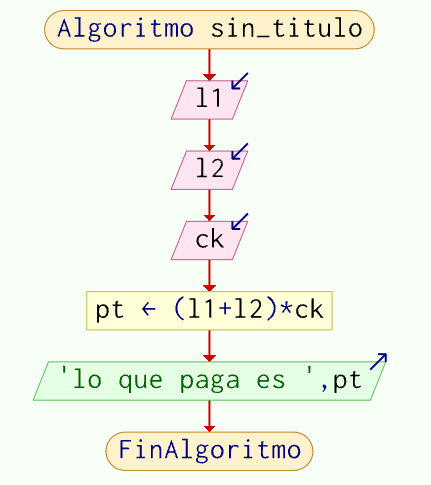 Algoritmo sin_titulo
l1
l2
ck
pt ← (l1+l2)*ck
'lo que paga es ',pt
FinAlgoritmo